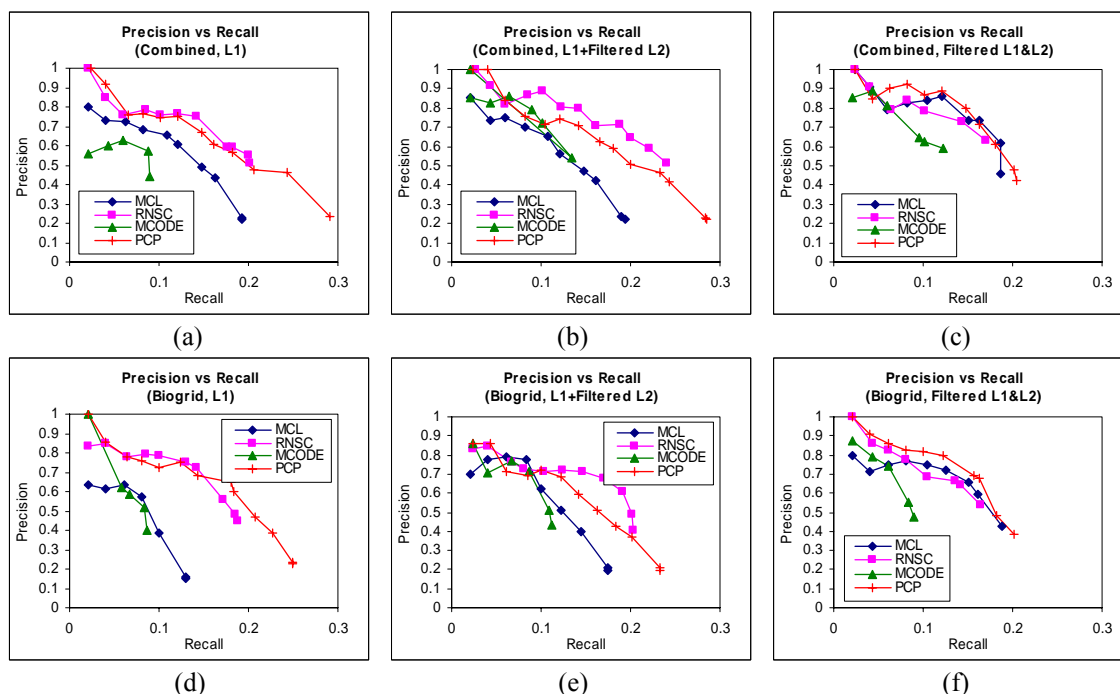 Precision vs Recall
(Combined, L1)
Precision
1
0.9
0.8
0.7
0.6
0.5
0.4
0.3
0.2
0.1
0
MCL
RNSC
MCODE
PCP
0 0.1 0.2 0.3
Recall
(a)
Precision vs Recall
(Combined, L1+Filtered L2)
Precision
1
0.9
0.8
0.7
0.6
0.5
0.4
0.3
0.2
0.1
0
MCL
RNSC
MCODE
PCP
0 0.1 0.2 0.3
Recall
(b)
Precision vs Recall
(Combined, Filtered L1&L2)
Precision
1
0.9
0.8
0.7
0.6
0.5
0.4
0.3
0.2
0.1
0
MCL
RNSC
MCODE
PCP
0 0.1 0.2 0.3
Recall
(c)
Precision vs Recall
(Biogrid, L1)
Precision
1
0.9
0.8
0.7
0.6
0.5
0.4
0.3
0.2
0.1
0
MCL
RNSC
MCODE
PCP
0 0.1 0.2 0.3
Recall
(d)
Precision vs Recall
(Biogrid, L1+Filtered L2)
Precision
1
0.9
0.8
0.7
0.6
0.5
0.4
0.3
0.2
0.1
0
MCL
RNSC
MCODE
PCP
0 0.1 0.2 0.3
Recall
(e)
Precision vs Recall
(Biogrid, Filtered L1&L2)
Precision
1
0.9
0.8
0.7
0.6
0.5
0.4
0.3
0.2
0.1
0
MCL
RNSC
MCODE
PCP
0 0.1 0.2 0.3
Recall
(f)